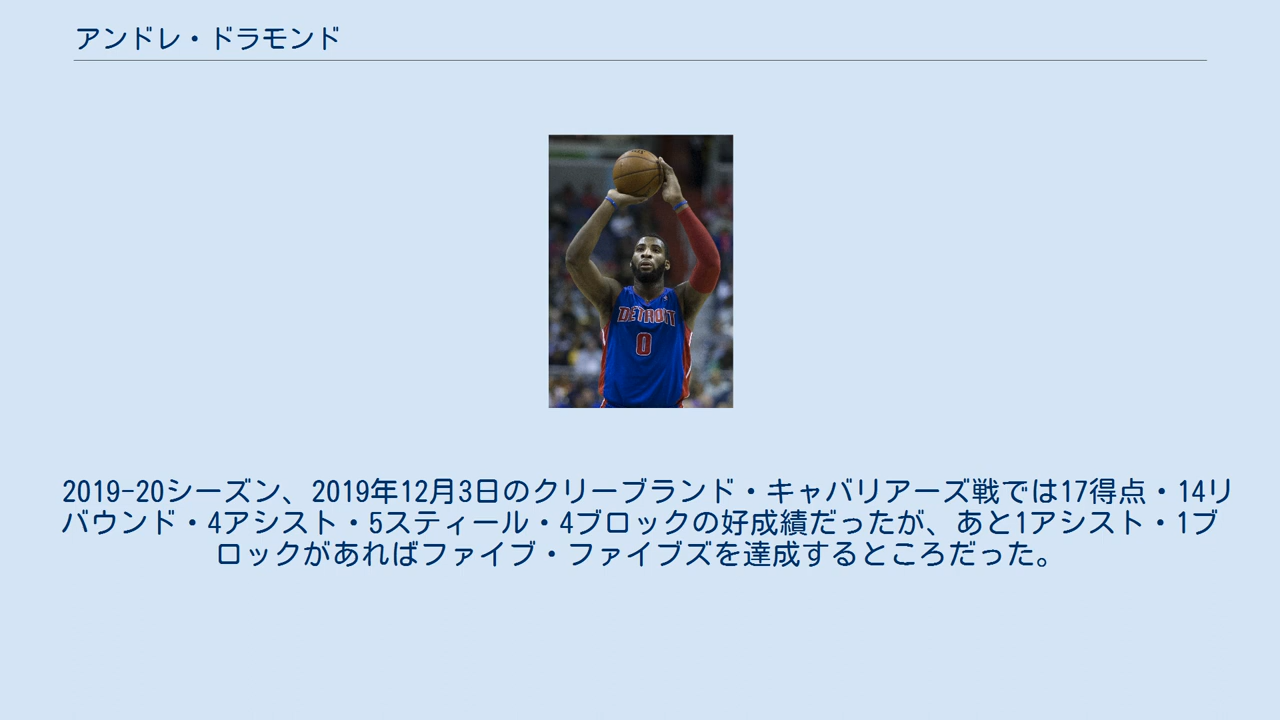 アンドレ・ドラモンド
DETROIT
0
2019-20シーズン、2019年12月3日のクリーブランド・キャバリアーズ戦では17得点・14リ
バウンド・4アシスト・5スティール・4ブロックの好成績だったが、あと1アシスト・1ブ
ロックがあればファイブ・ファイブズを達成するところだった。